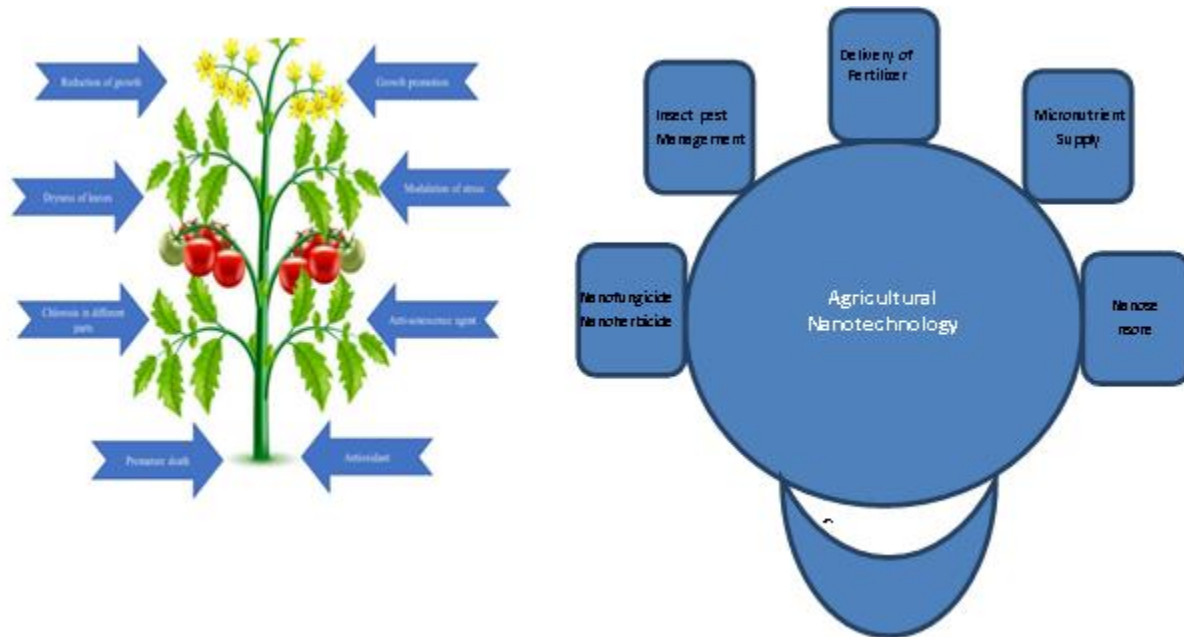 Reduction of growth
Growth promotion
Dryness of leaves
Modulation of stress
Chlorosis in different
parts
Anti-senescence agent
Premature death
Antioxidant
Delivery of
Fertilizer
Insect pest
Management
Micronutrient
Supply
Nanofungicide
Nanoherbicide
Agricultural
Nanotechnology
Nanose
nsors